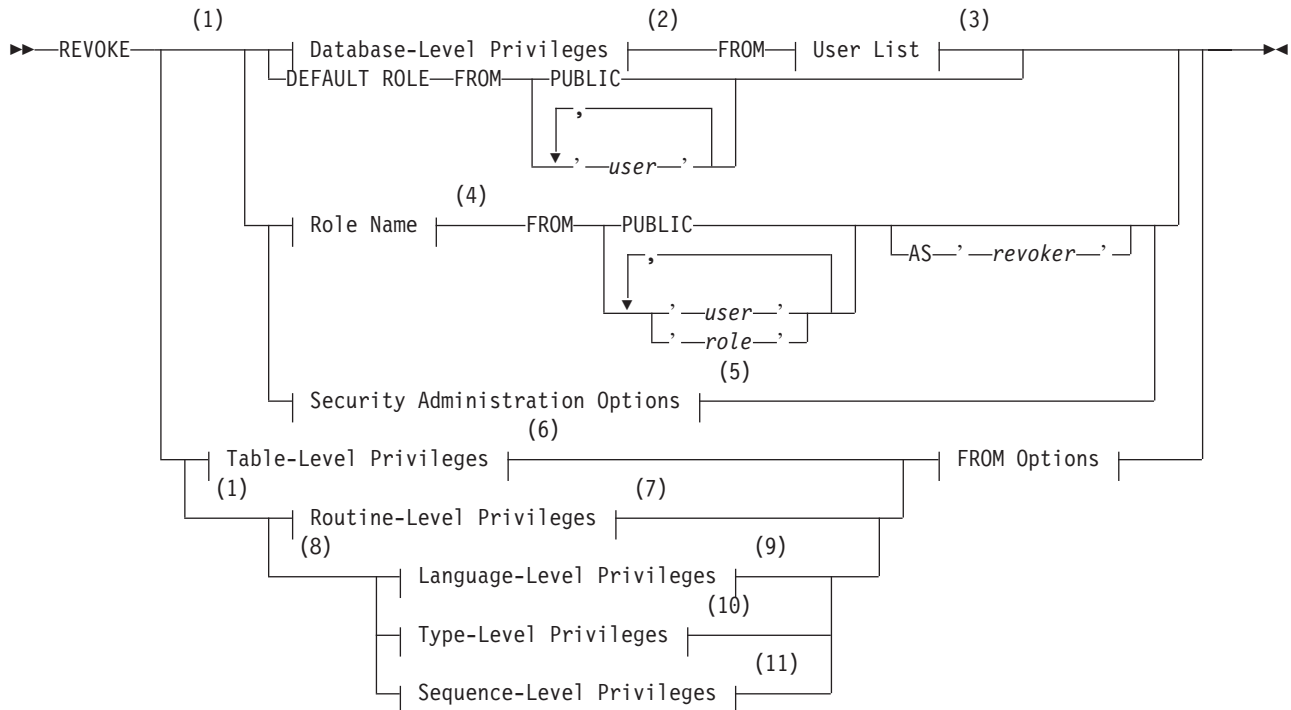 (1) (2) (3)
REVOKE Database-Level Privileges FROM User List
DEFAULT ROLE FROM PUBLIC
,
' user '
(4)
Role Name FROM PUBLIC
, AS ' revoker '
' user '
' role '
(5)
Security Administration Options
(6)
Table-Level Privileges FROM Options
(1) (7)
Routine-Level Privileges
(8) (9)
Language-Level Privileges
(10)
Type-Level Privileges
(11)
Sequence-Level Privileges